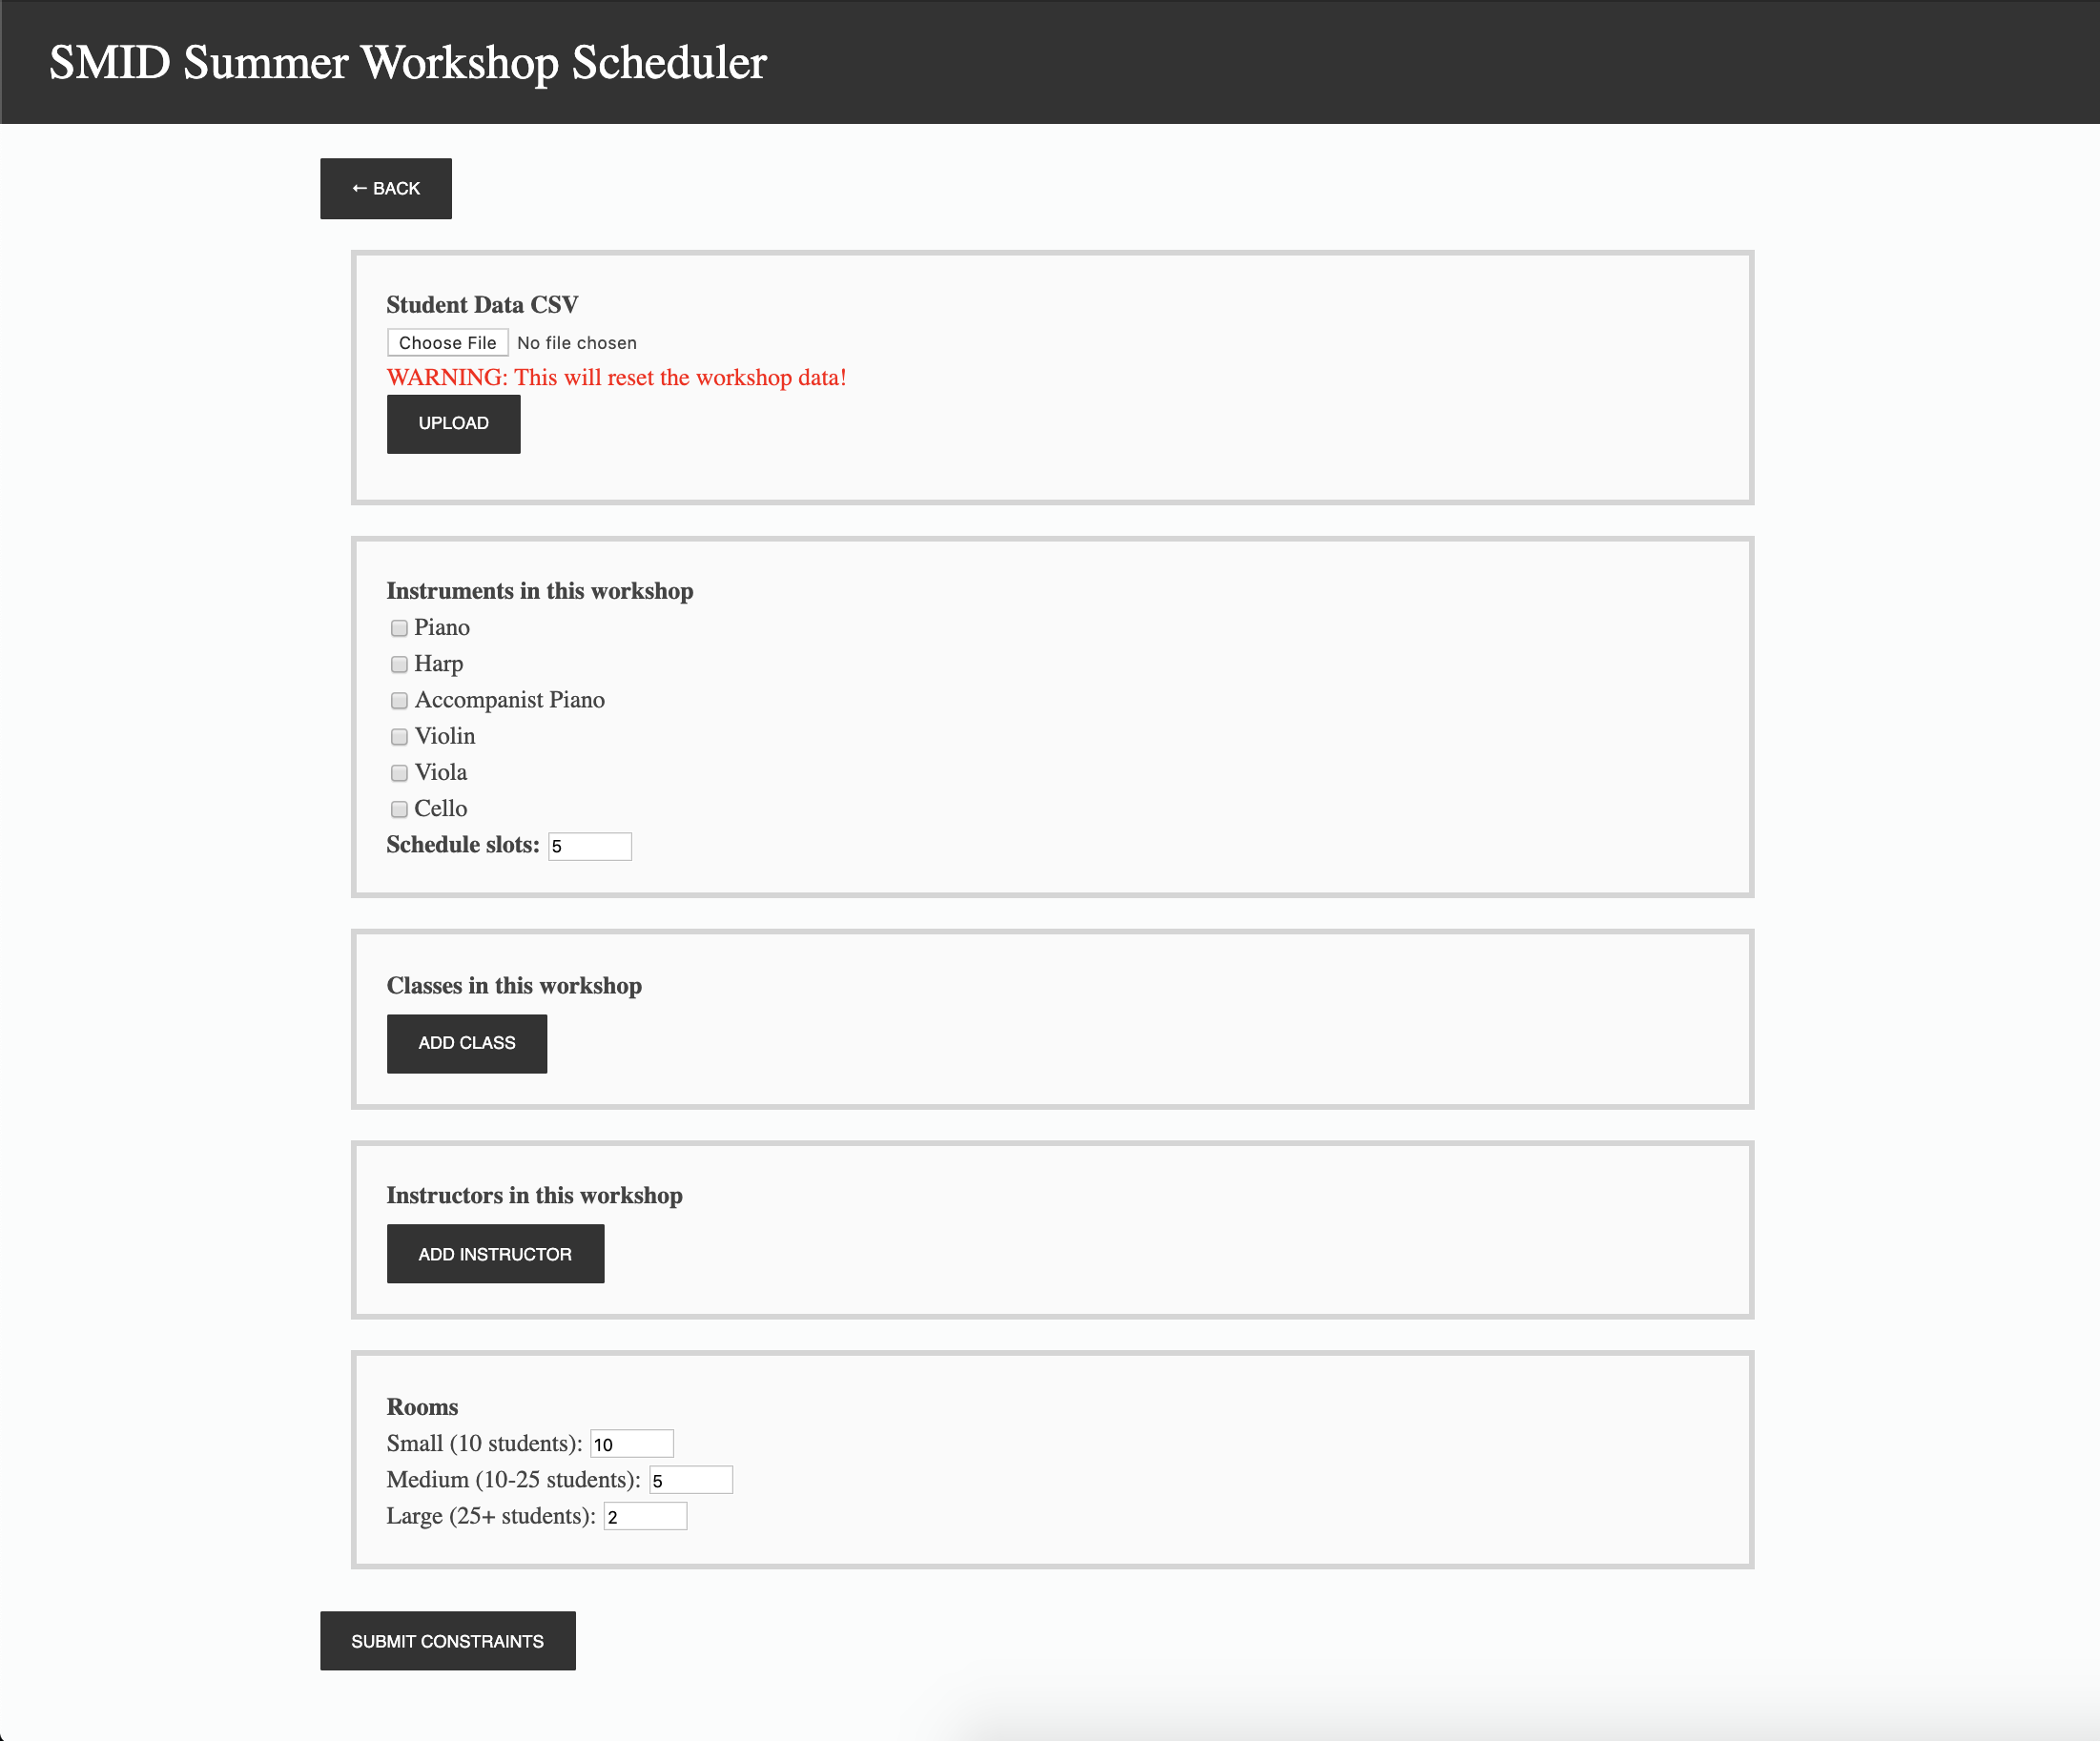 SMID Summer Workshop Scheduler
← BACK
Student Data CSV
Choose File No file chosen
WARNING: This will reset the workshop data!
UPLOAD
Instruments in this workshop
Piano
Harp
Accompanist Piano
Violin
Viola
Cello
Schedule slots: 5
Classes in this workshop
ADD CLASS
Instructors in this workshop
ADD INSTRUCTOR
Rooms
Small (10 students): 10
Medium (10-25 students): 5
Large (25+ students): 2
SUBMIT CONSTRAINTS